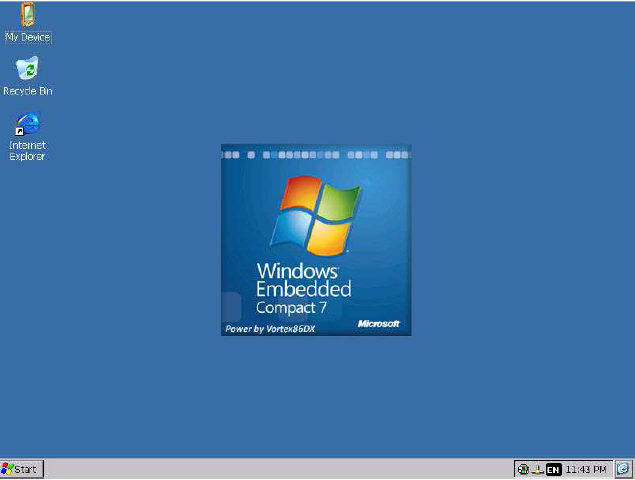 My Device
Recycle Bin
Internet
Explorer
Windows®
Embedded
Compact 7
Power by Vortex86DX
Microsoft
Start
EN
11:43 PM